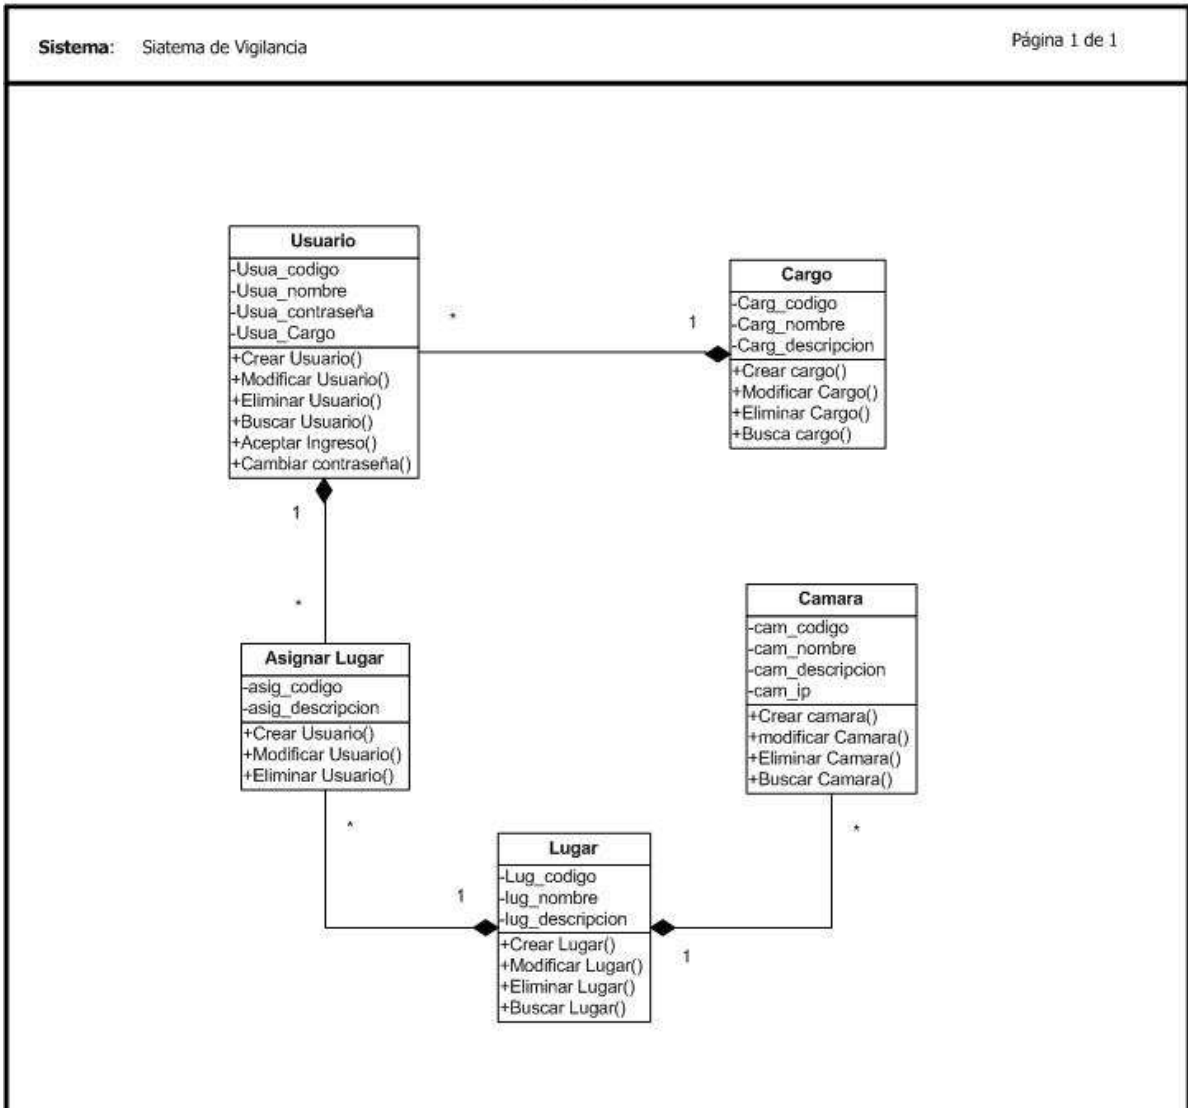 Sistema: Siatema de Vigilancia
Página 1 de 1
Usuario
-Usua_codigo
-Usua_nombre
-Usua_contraseña
-Usua_Cargo
+Crear Usuario()
+Modificar Usuario()
+Eliminar Usuario()
+Buscar Usuario()
+Aceptar Ingreso()
+Cambiar contraseña()
*
1
Cargo
-Carg_codigo
-Carg_nombre
-Carg_descripcion
+Crear cargo()
+Modificar Cargo()
+Eliminar Cargo()
+Busca cargo()
1
*
Asignar Lugar
-asig_codigo
-asig_descripcion
+Crear Usuario()
+Modificar Usuario()
+Eliminar Usuario()
Camara
-cam_codigo
-cam_nombre
-cam_descripcion
-cam_ip
+Crear camara()
+modificar Camara()
+Eliminar Camara()
+Buscar Camara()
*
*
1
Lugar
-Lug_codigo
-lug_nombre
-lug_descripcion
+Crear Lugar()
+Modificar Lugar()
+Eliminar Lugar()
+Buscar Lugar()
1